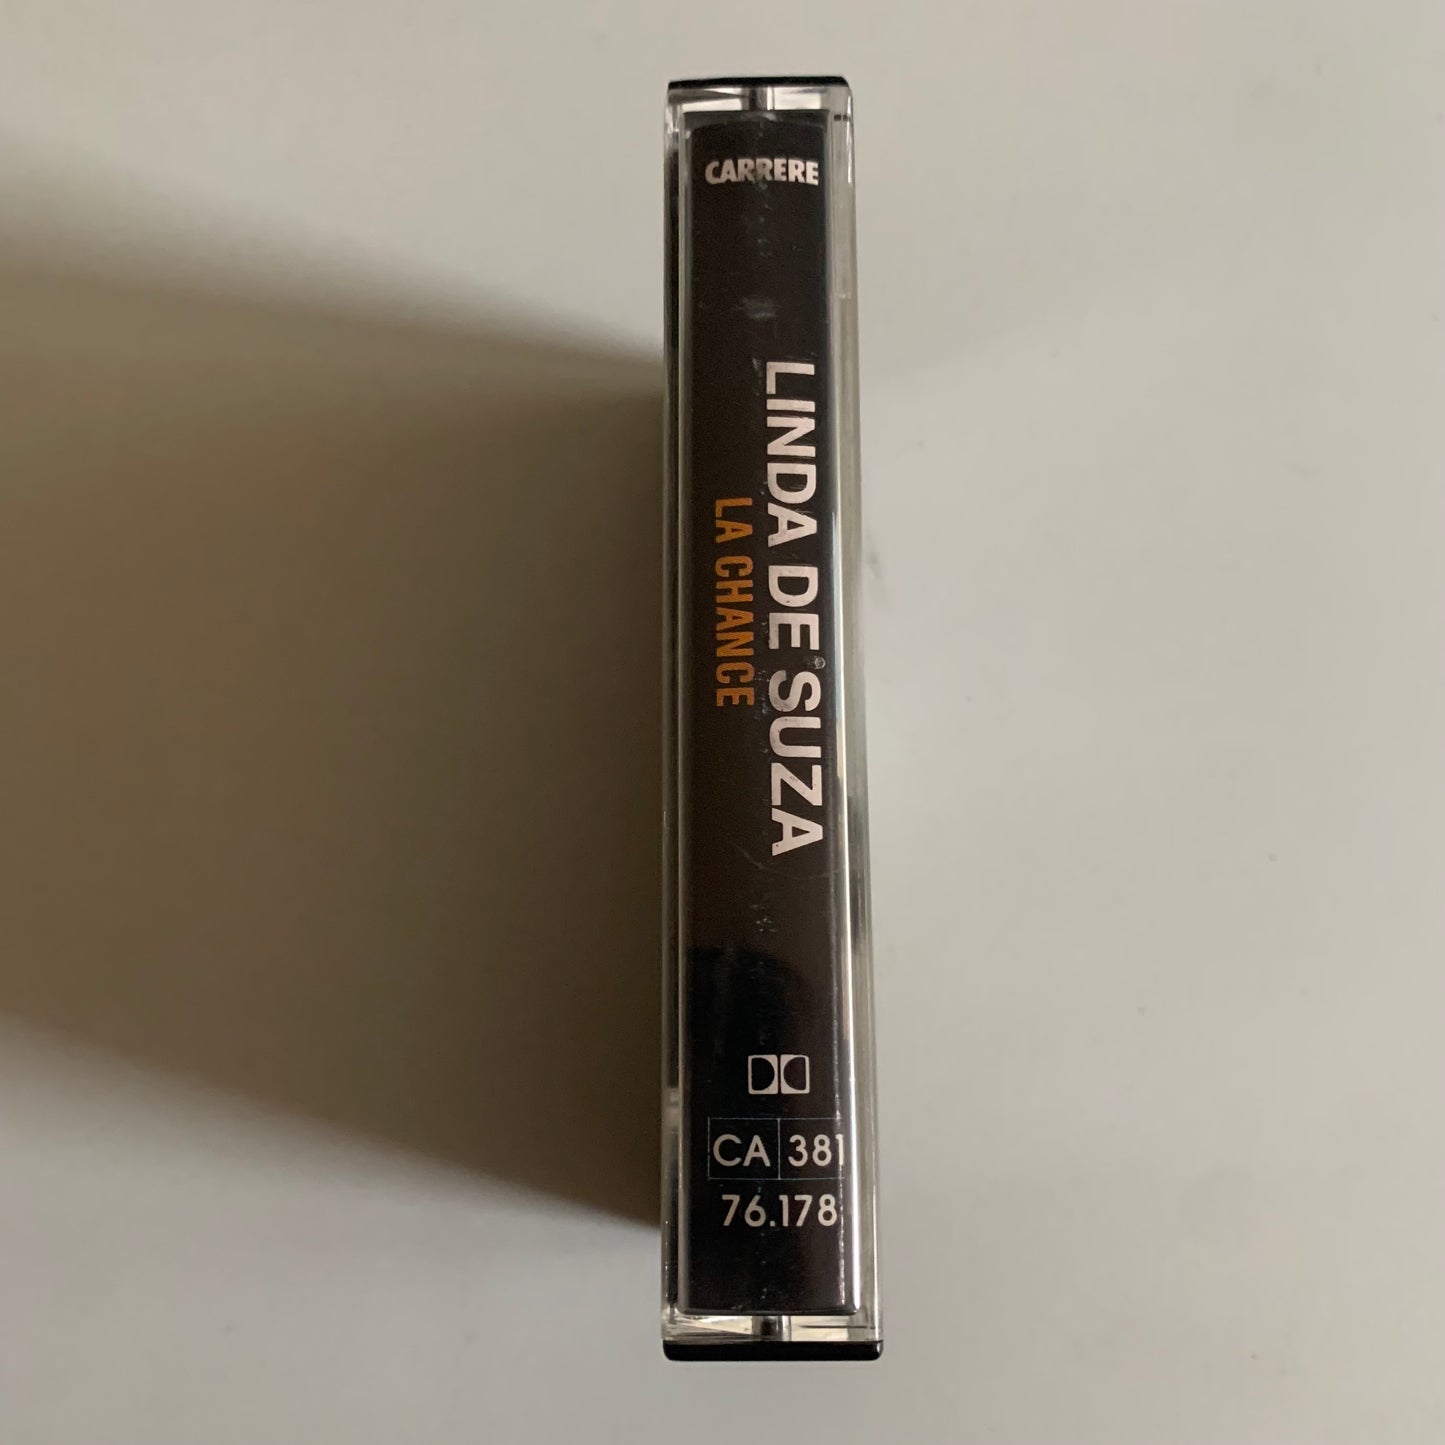 CARRERE
LINDA DE SUZA
LA CHANCE
CA 381
76.178